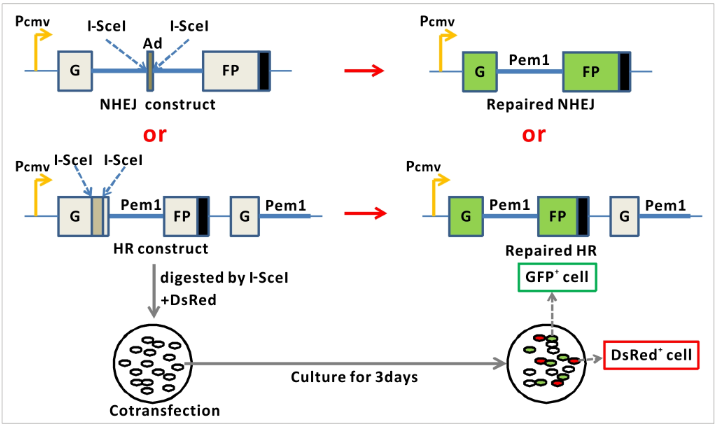 Pcmv
I-SceI
I-SceI
Ad
G
FP
NHEJ construct
Pcmv
G
Pem1
FP
Repaired NHEJ
or
or
I-SceI
I-SceI
Pcmv
G
Pem1
FP
G
Pem1
HR construct
Pcmv
G
Pem1
FP
G
Pem1
Repaired HR
digested by I-SceI
+DsRed
GFP⁺ cell
DsRed⁺ cell
Culture for 3days
Cotransfection